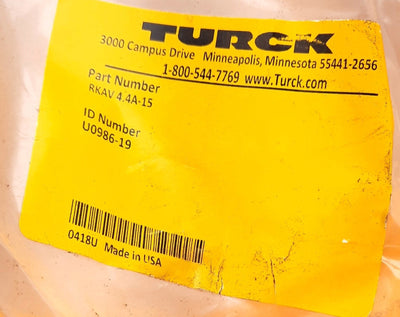 TURCK
3000 Campus Drive Minneapolis, Minnesota 55441-2656
1-800-544-7769 www.Turck.com
Part Number
RKAV 4.4A-15
ID Number
U0986-19
0418U Made in USA